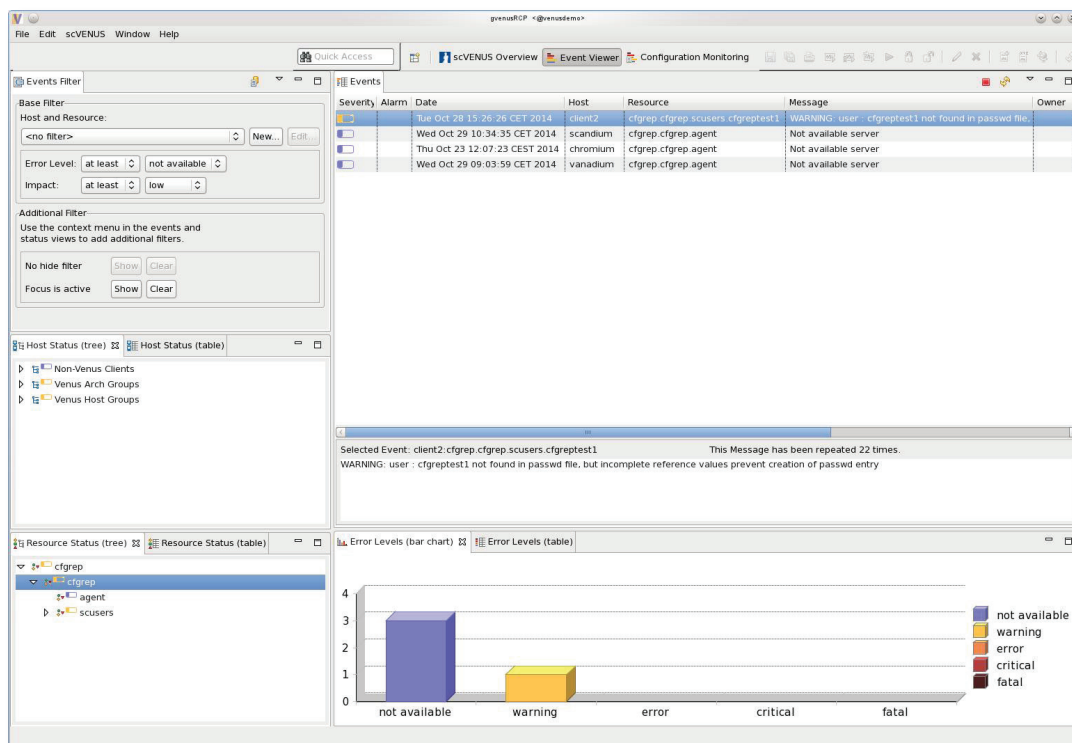 gvenusRCP <@venusdemo>
File Edit scVENUS Window Help
Quick Access scVENUS Overview Event Viewer Configuration Monitoring
Events Filter
Base Filter
Host and Resource:
<no filter> New... Edit...
Error Level: at least not available
Impact: at least low
Additional Filter
Use the context menu in the events and
status views to add additional filters.
No hide filter Show Clear
Focus is active Show Clear
Host Status (tree) Host Status (table)
Non-Venus Clients
Venus Arch Groups
Venus Host Groups
Resource Status (tree) Resource Status (table)
cfgrep
cfgrep
agent
scusers
Events
Severity Alarm Date Host Resource Message Owner
Tue Oct 28 15:26:26 CET 2014 client2 cfgrep.cfgrep.scusers.cfgreptest1 WARNING: user : cfgreptest1 not found in passwd file,
Wed Oct 29 10:34:35 CET 2014 scandium cfgrep.cfgrep.agent Not available server
Thu Oct 23 12:07:23 CEST 2014 chromium cfgrep.cfgrep.agent Not available server
Wed Oct 29 09:03:59 CET 2014 vanadium cfgrep.cfgrep.agent Not available server
Selected Event: client2:cfgrep.cfgrep.scusers.cfgreptest1 This Message has been repeated 22 times.
WARNING: user : cfgreptest1 not found in passwd file, but incomplete reference values prevent creation of passwd entry
Error Levels (bar chart) Error Levels (table)
4
3
2
1
0
not available warning error critical fatal
not available
warning
error
critical
fatal